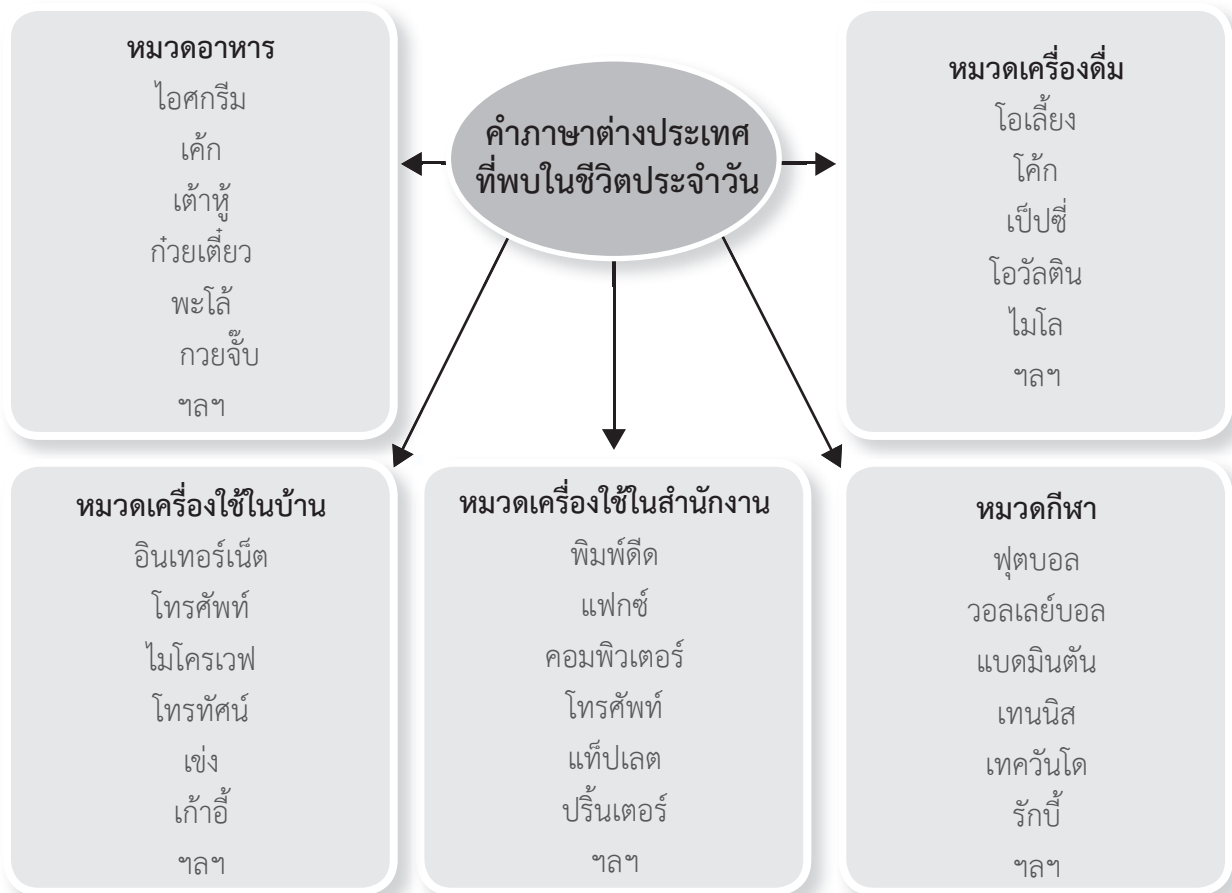 คำภาษาต่างประเทศ
ที่พบในชีวิตประจำวัน
หมวดอาหาร
ไอศกรีม
เค้ก
เต้าหู้
ก๋วยเตี๋ยว
พะโล้
กวยจั๊บ
ฯลฯ
หมวดเครื่องดื่ม
โอเลี้ยง
โค้ก
เป็ปซี่
โอวัลติน
ไมโล
ฯลฯ
หมวดเครื่องใช้ในบ้าน
อินเทอร์เน็ต
โทรศัพท์
ไมโครเวฟ
โทรทัศน์
เข่ง
เก้าอี้
ฯลฯ
หมวดเครื่องใช้ในสำนักงาน
พิมพ์ดีด
แฟกซ์
คอมพิวเตอร์
โทรศัพท์
แท็ปเลต
ปริ้นเตอร์
ฯลฯ
หมวดกีฬา
ฟุตบอล
วอลเลย์บอล
แบดมินตัน
เทนนิส
เทควันโด
รักบี้
ฯลฯ